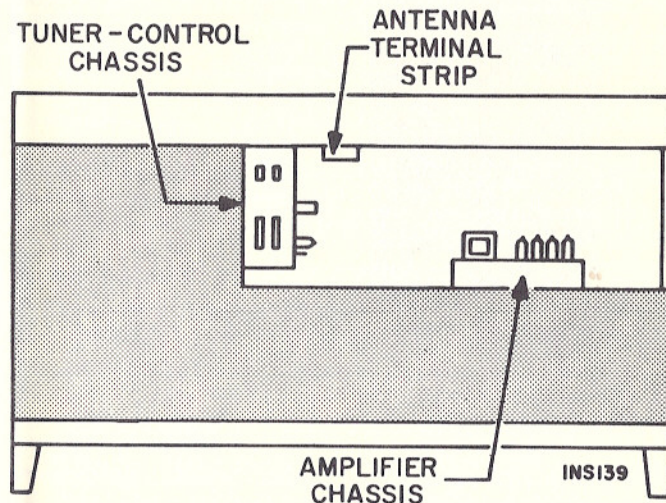 TUNER-CONTROL
CHASSIS
ANTENNA
TERMINAL
STRIP
AMPLIFIER
CHASSIS
INS139